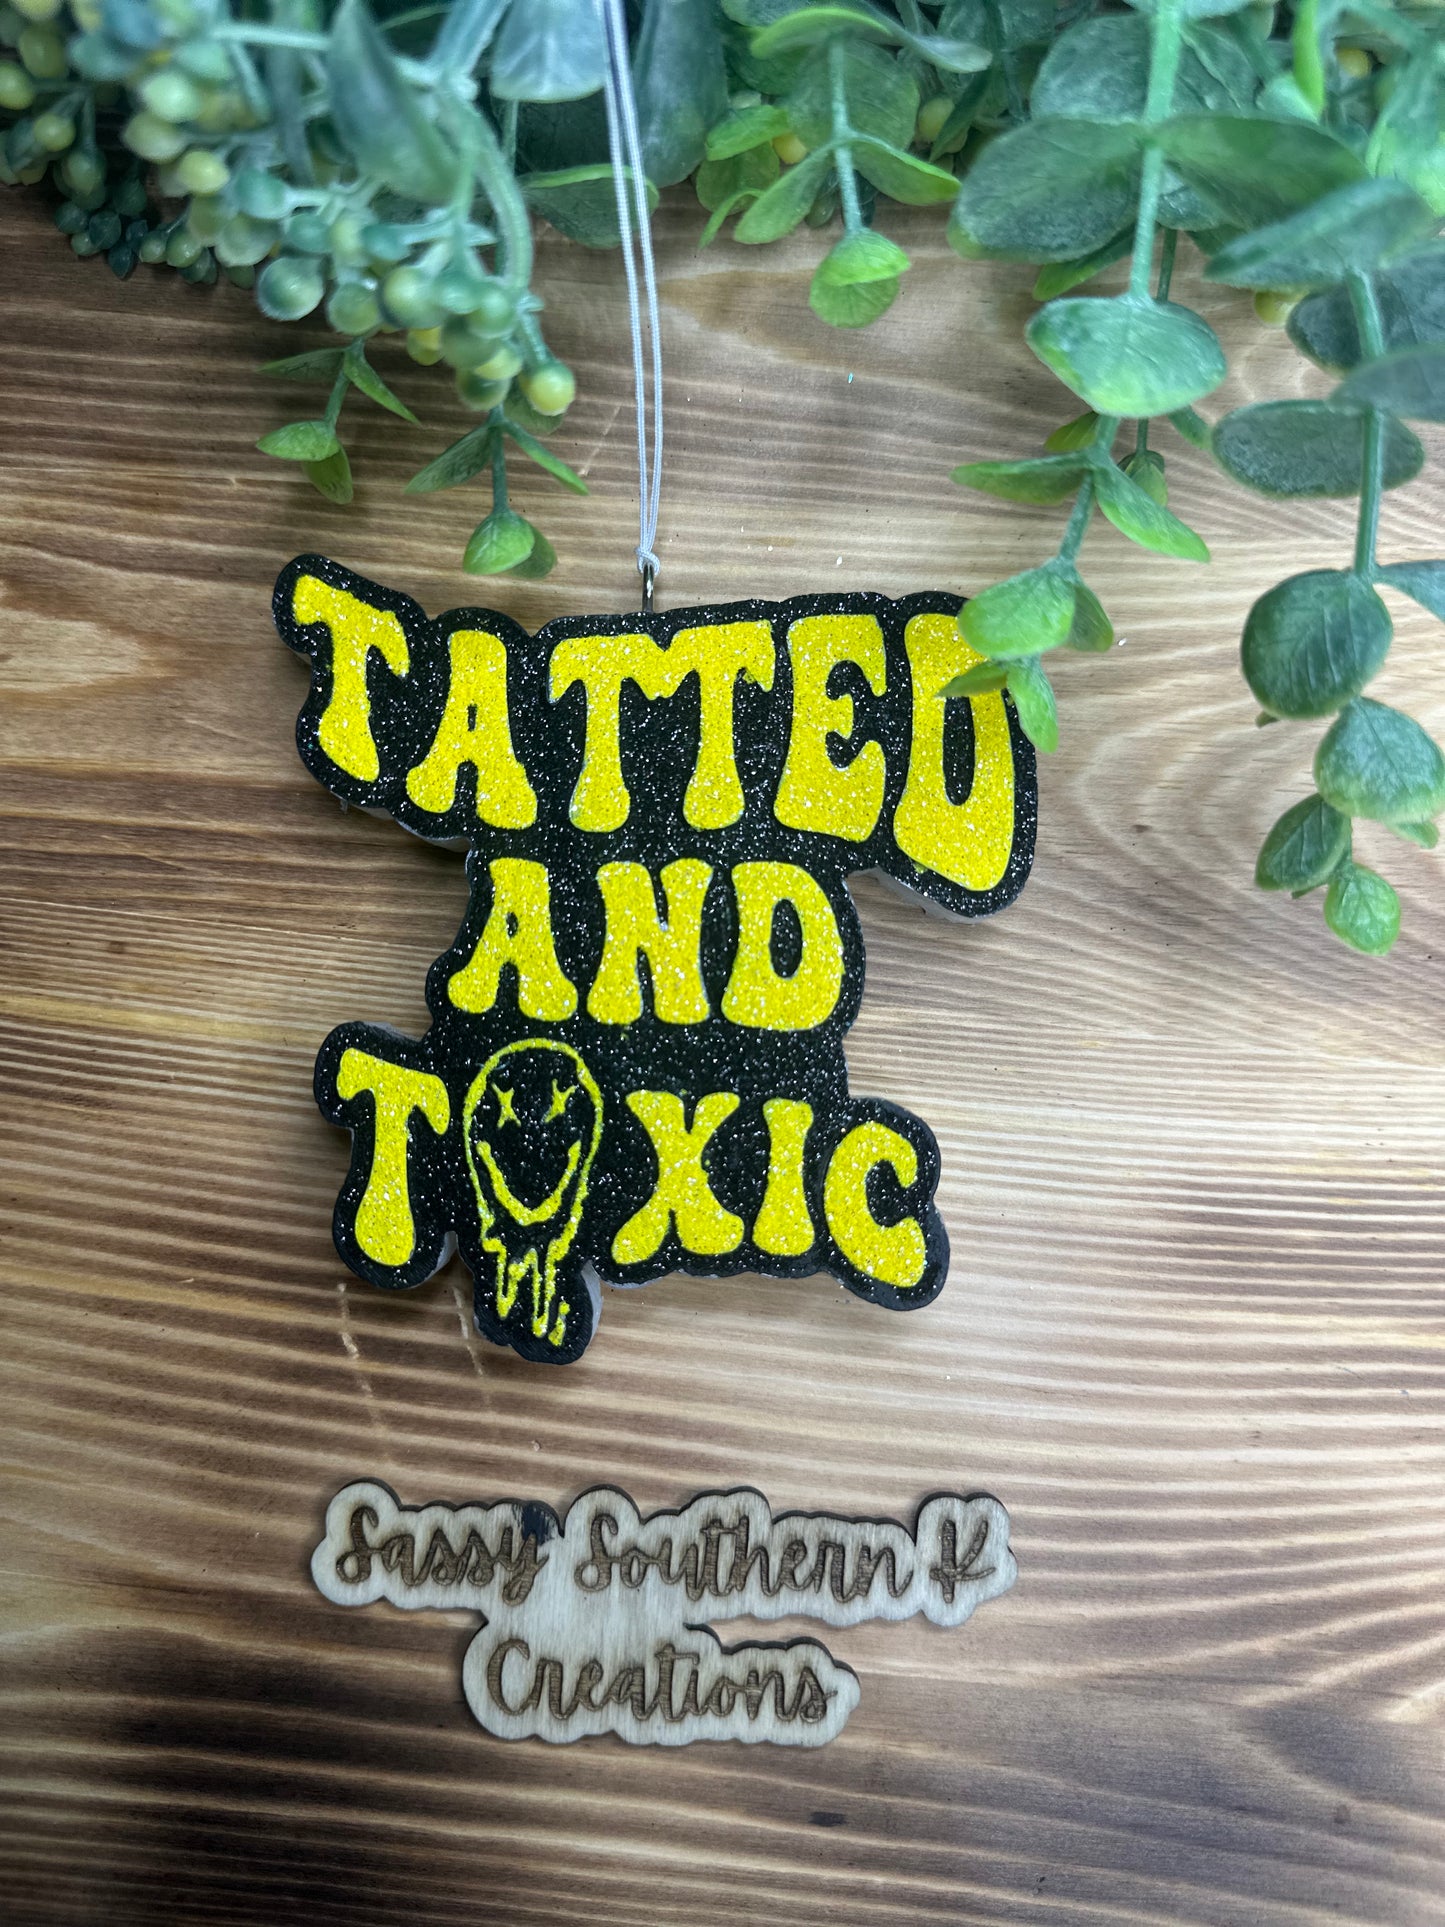 TATTED
AND
TOXIC
Sassy Southern K
Creations